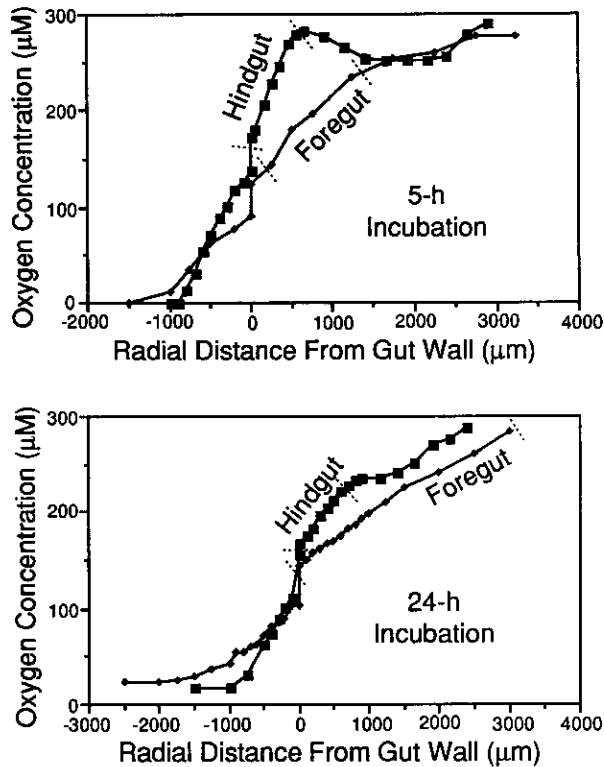 Oxygen Concentration (µM)
300
200
100
0
-2000
-1000
0
1000
2000
3000
4000
Radial Distance From Gut Wall (µm)
Hindgut
Foregut
5-h
Incubation
Oxygen Concentration (µM)
300
200
100
0
-3000
-2000
-1000
0
1000
2000
3000
4000
Radial Distance From Gut Wall (µm)
Hindgut
Foregut
24-h
Incubation